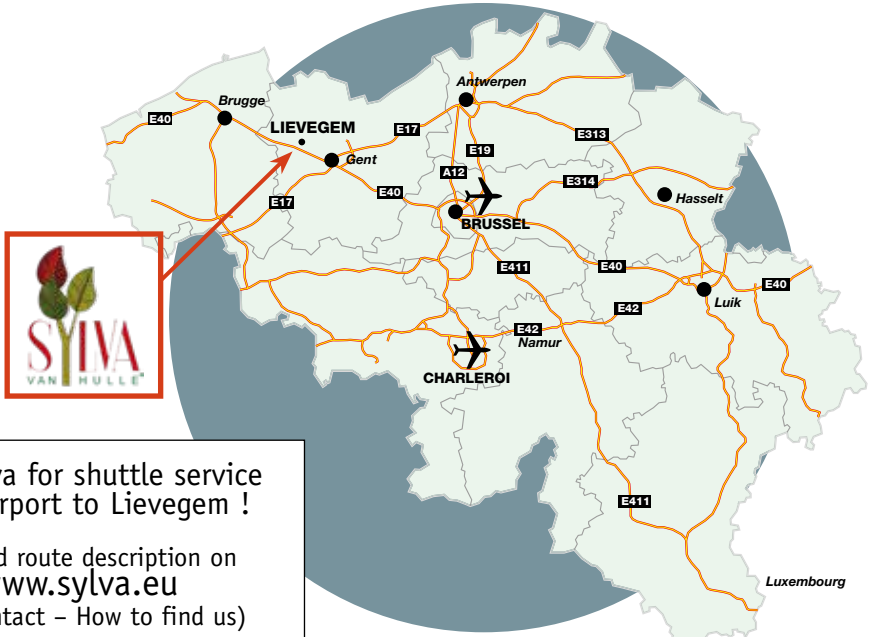 Antwerpen
Brugge
E40
LIEVEGEM
E17
E313
Gent
E19
A12
E314
E17
E40
Hasselt
BRUSSEL
E411
E40
E40
Luik
E42
E42
Namur
CHARLEROI
SYLVA
VAN HULLE
va for shuttle service
rport to Lievegem !
d route description on
ww.sylva.eu
ntact – How to find us)
E411
Luxembourg